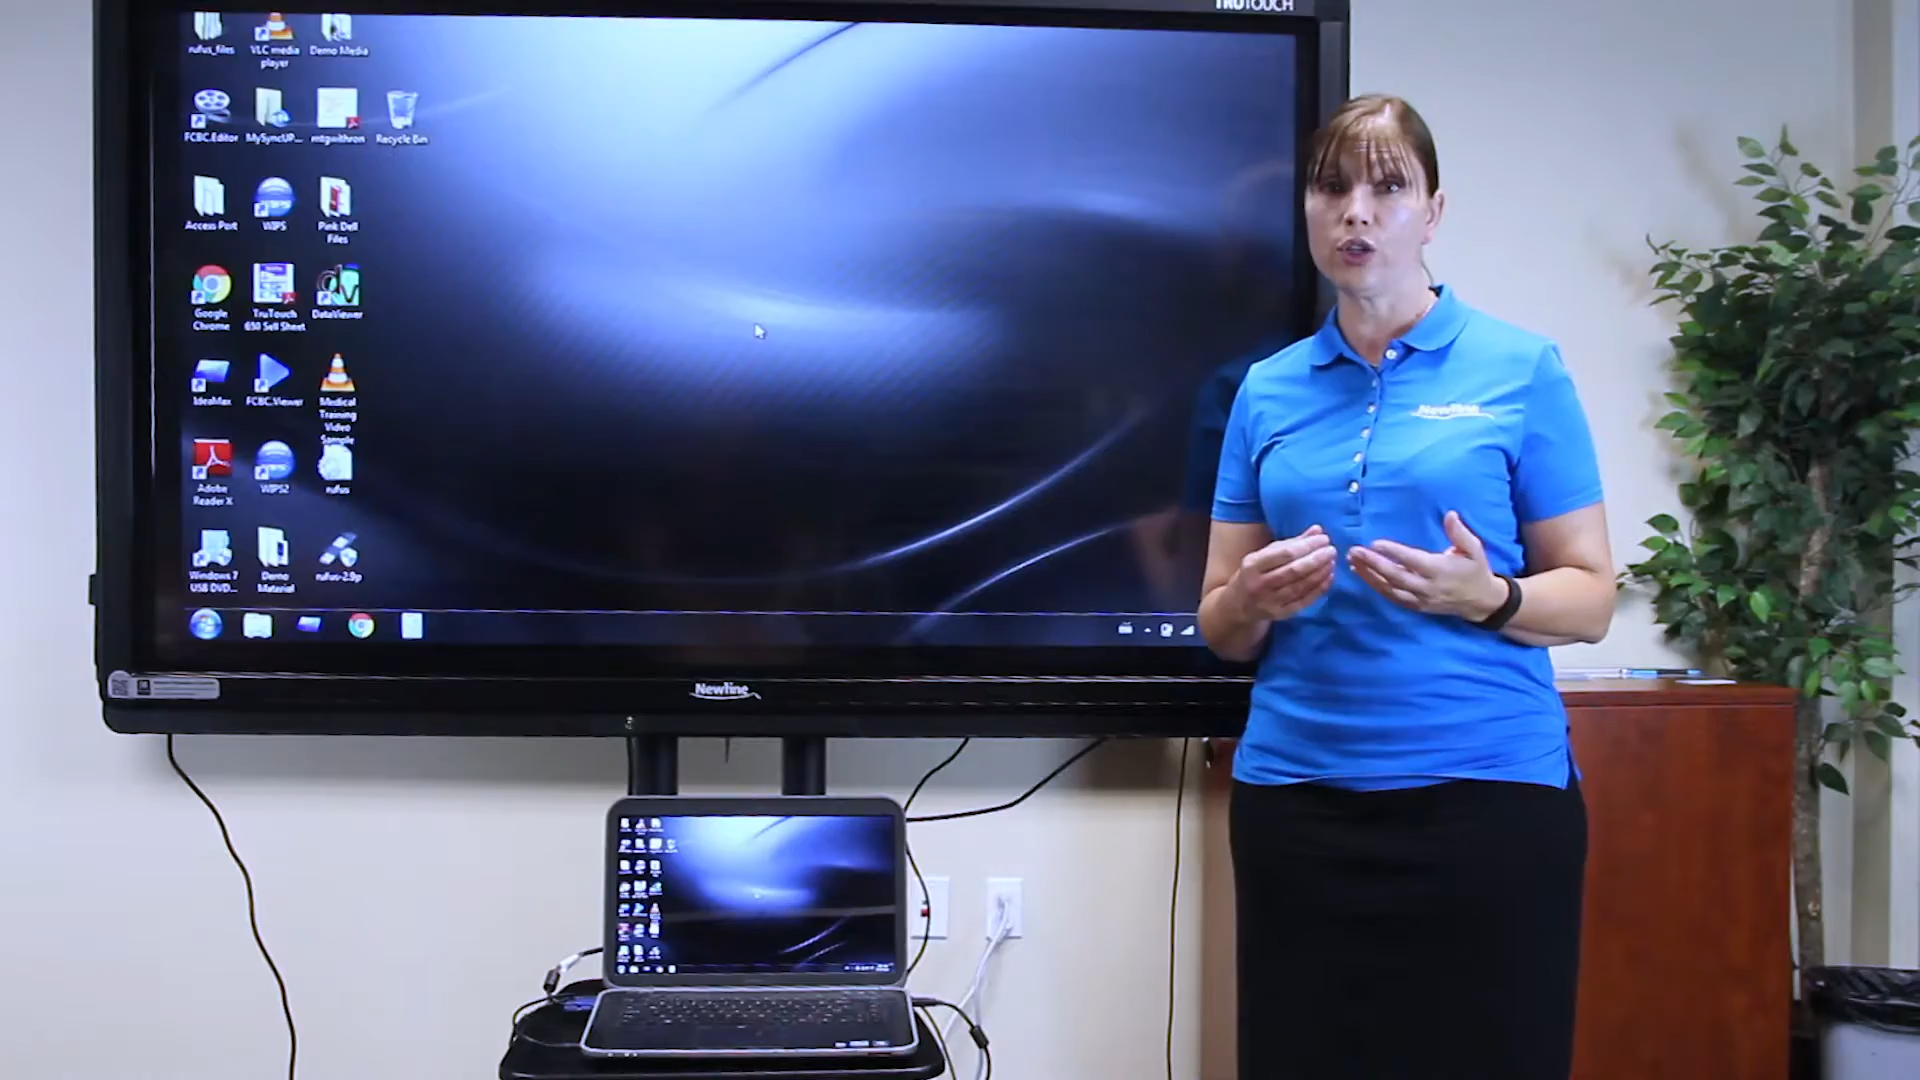 TRUTOUCH
rufus_files
VLC media
player
Demo Media
FCBC.Editor
MySyncUP...
mtgwithron
Recycle Bin
Access Port
WIPS
Pink Dell
Files
Google
Chrome
TruTouch
650 Sell Sheet
DataViewer
IdeaMax
FCBC.Viewer
Medical
Training
Video
Sample
Adobe
Reader X
WIPS2
rufus
Windows 7
USB DVD...
Demo
Material
rufus-2.9p
Newline
Newline